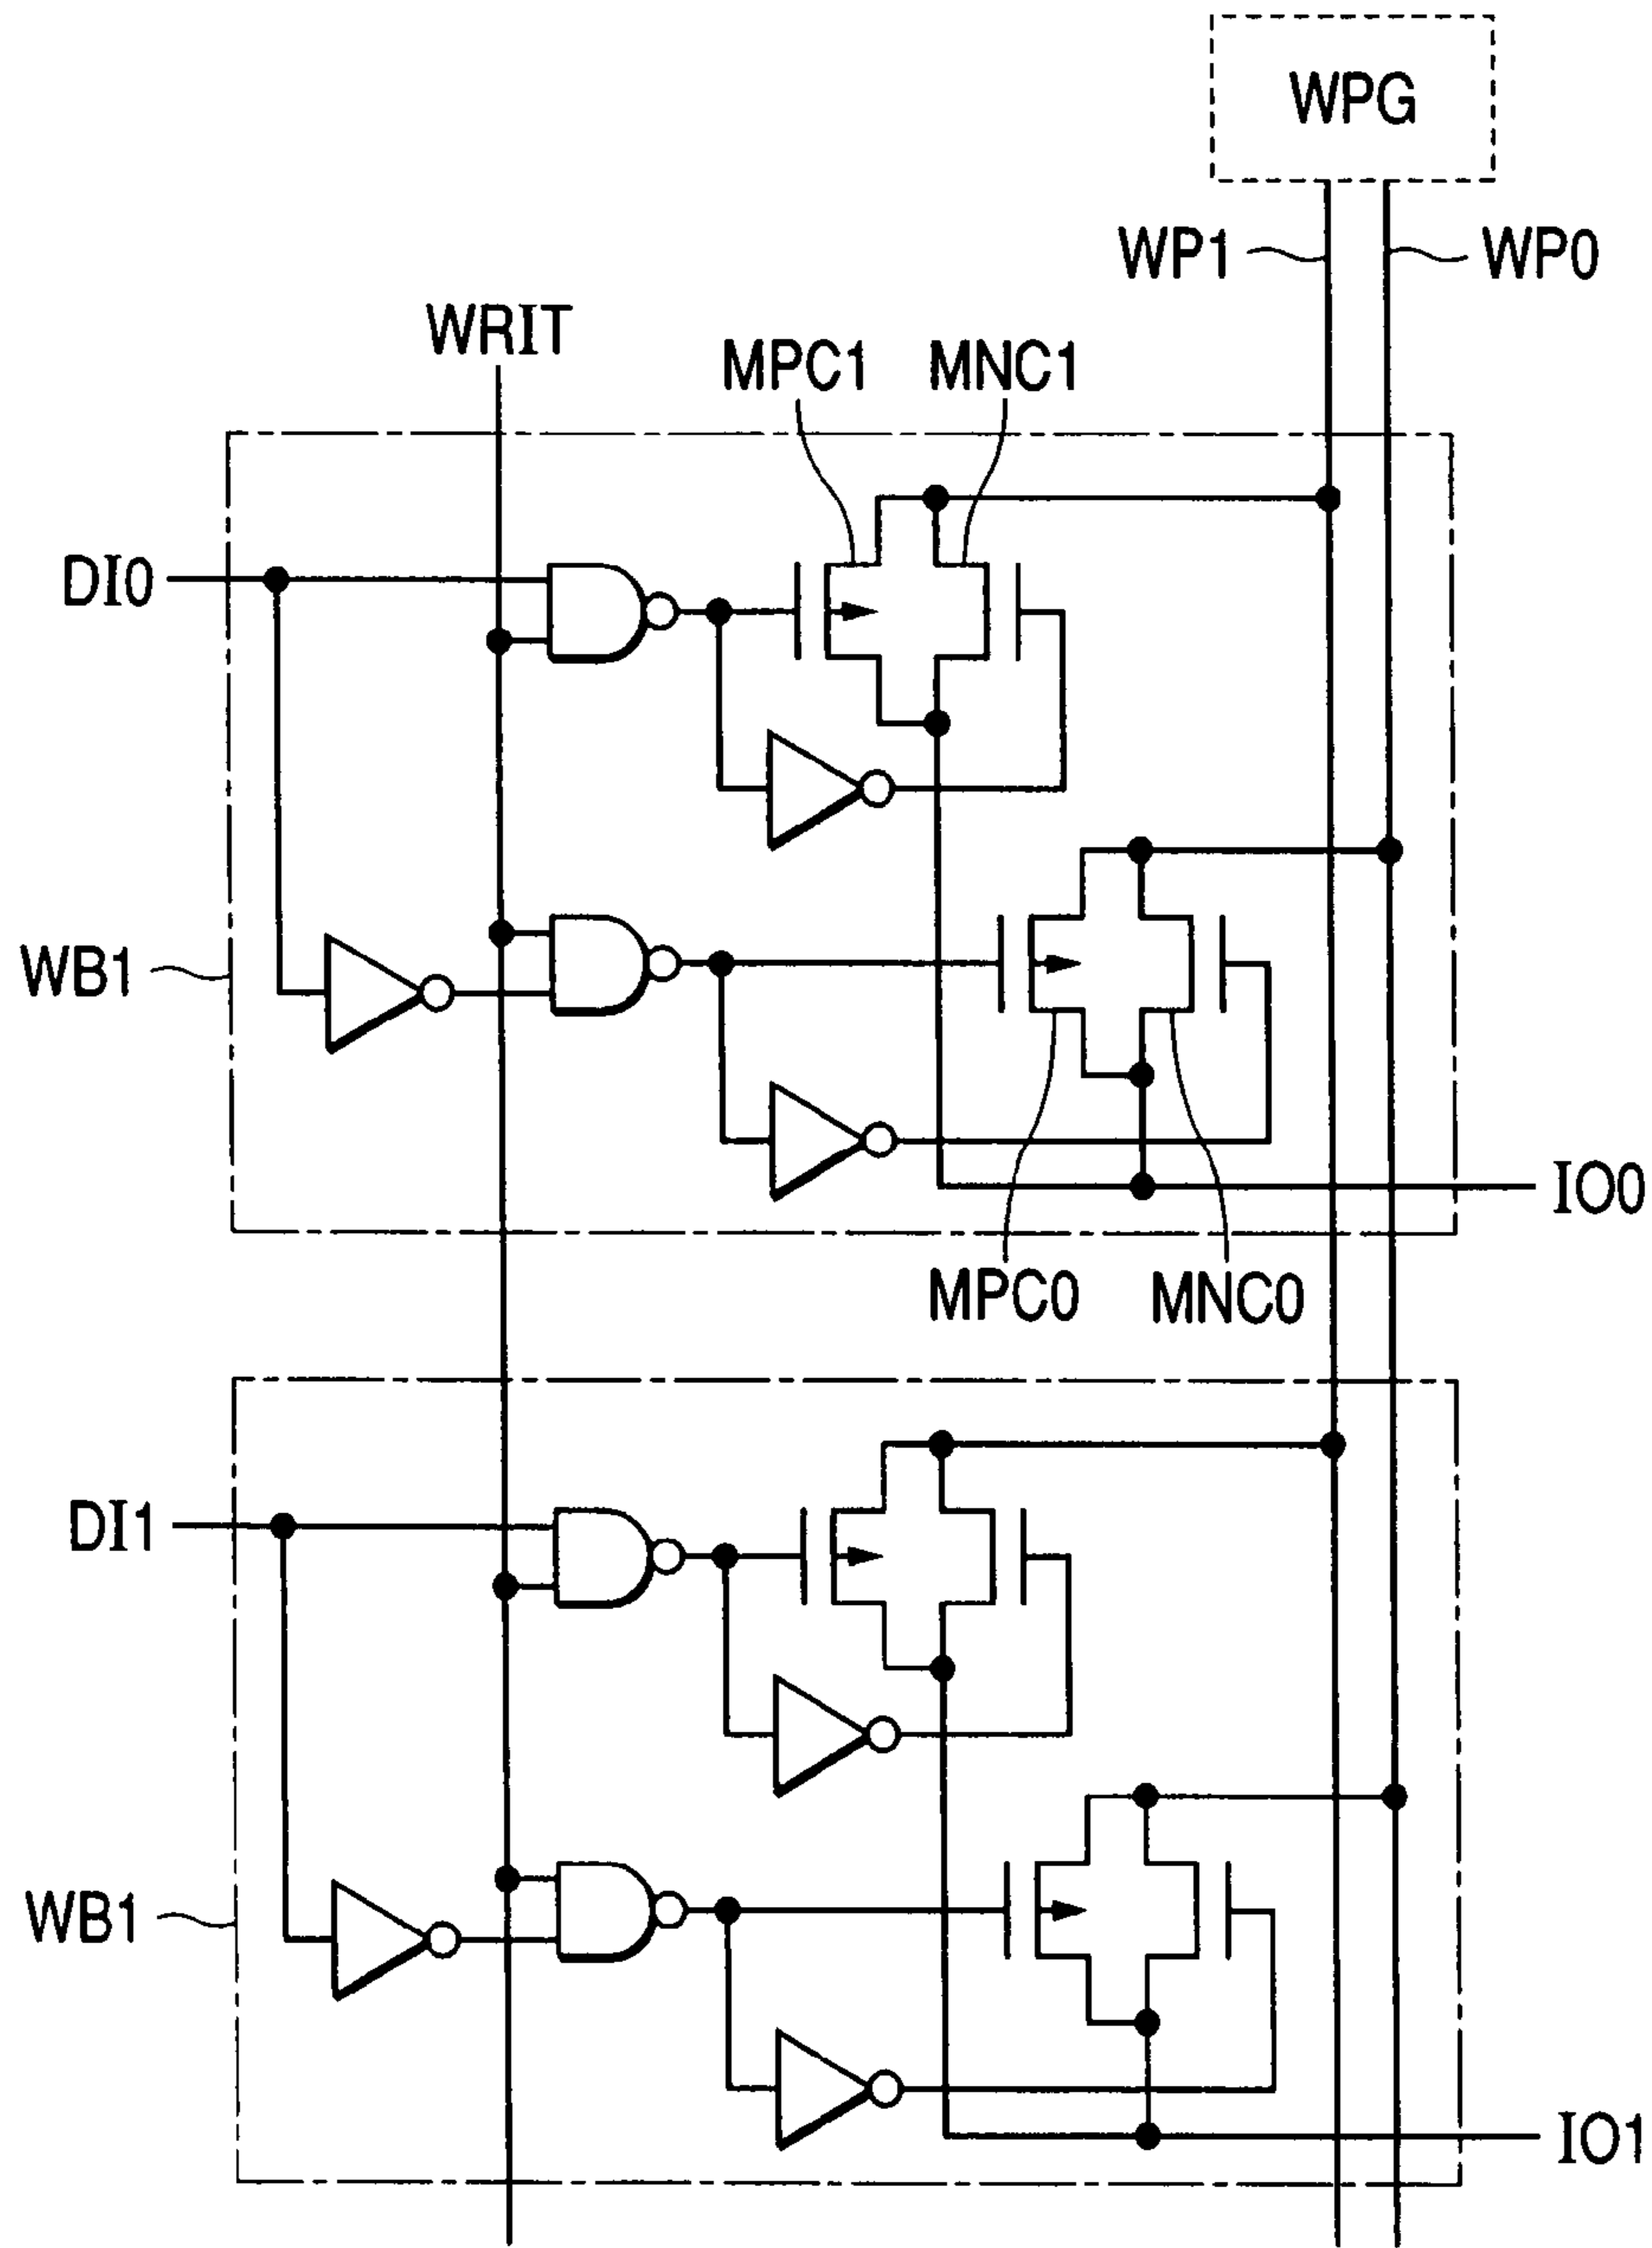 WPG
WP1 WP0
WRIT
MPC1 MNC1
DI0
WB1
IO0
MPC0 MNC0
DI1
WB1
IO1